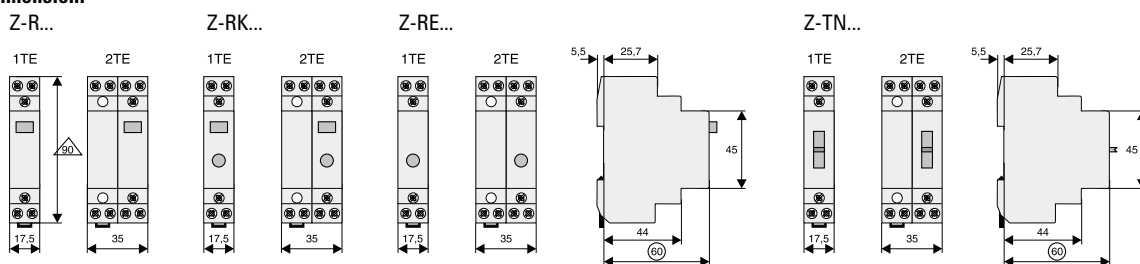 Z-R... Z-RK... Z-RE... Z-TN...
1TE 2TE 1TE 2TE 1TE 2TE 5,5 25,7 1TE 2TE 5,5 25,7
90 45 45
17,5 35 17,5 35 17,5 35 44 17,5 35 44
60 60